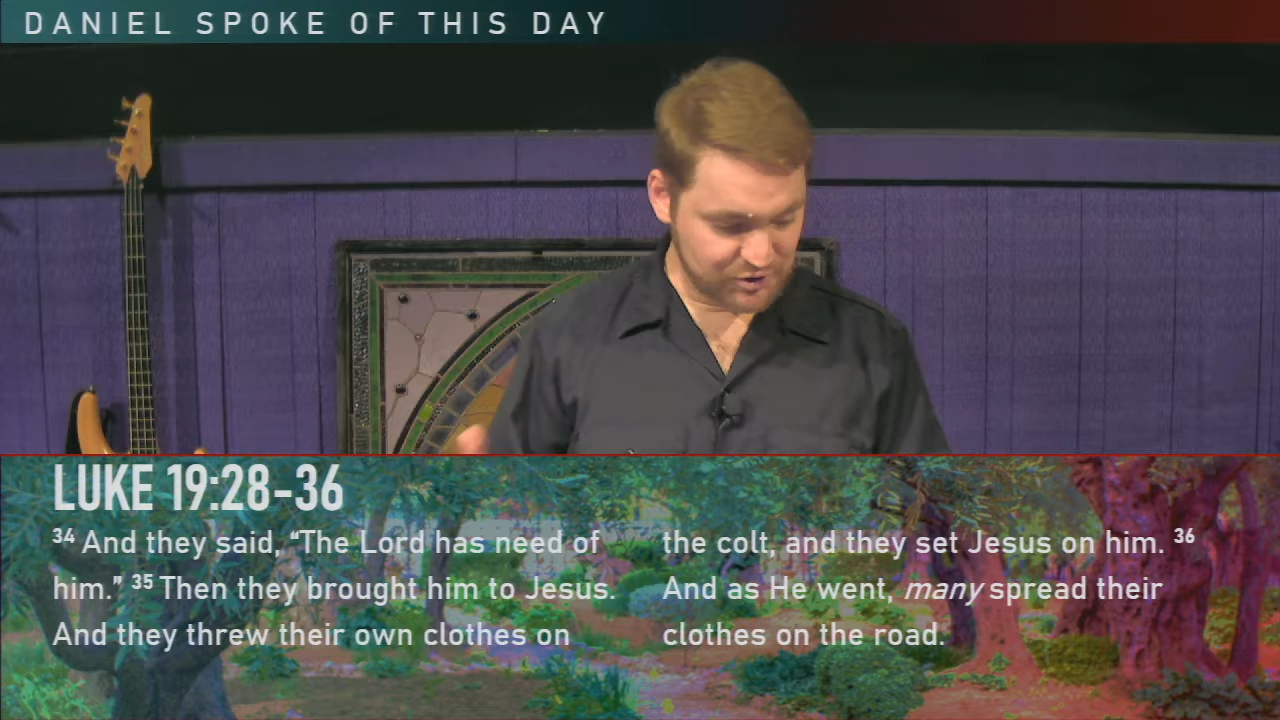 DANIEL SPOKE OF THIS DAY
LUKE 19:28-36
³⁴ And they said, “The Lord has need of
him.” ³⁵ Then they brought him to Jesus.
And they threw their own clothes on
the colt, and they set Jesus on him. ³⁶
And as He went, many spread their
clothes on the road.